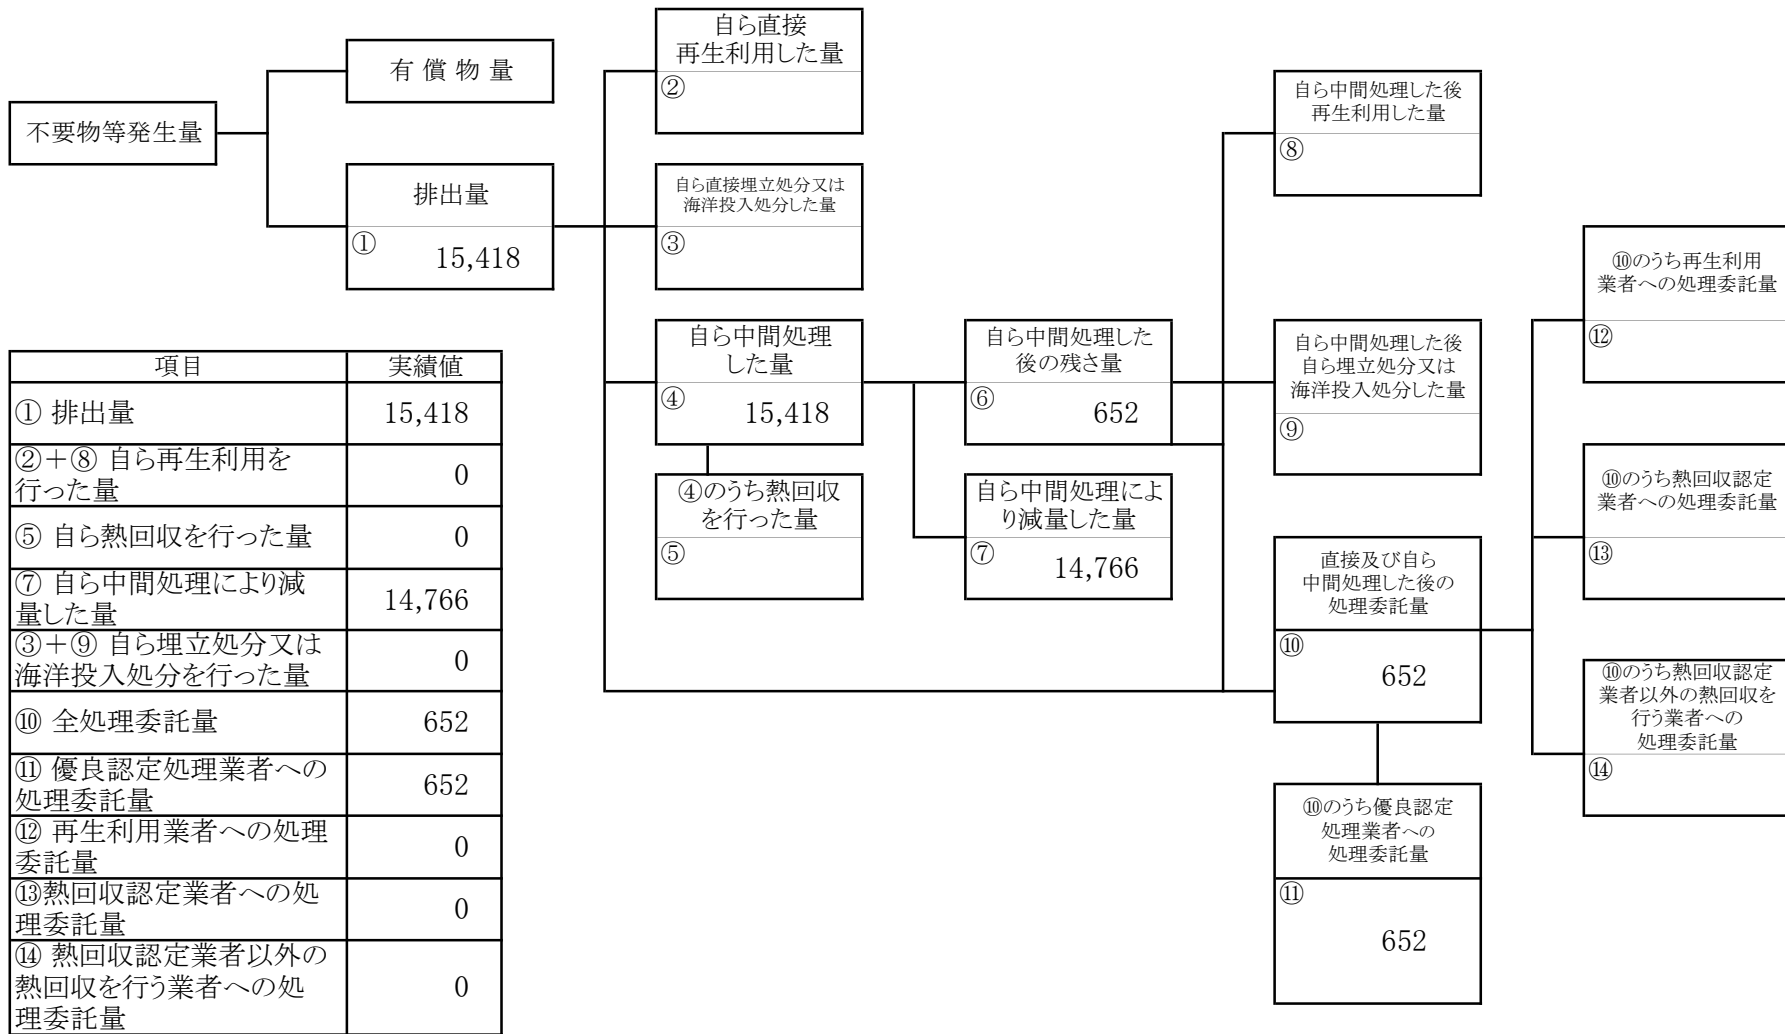 不要物等発生量
有償物量
排出量
①
15,418
自ら直接
再生利用した量
②
自ら直接埋立処分又は
海洋投入処分した量
③
自ら中間処理
した量
④
15,418
④のうち熱回収
を行った量
⑤
自ら中間処理した
後の残さ量
⑥
652
自ら中間処理によ
り減量した量
⑦
14,766
自ら中間処理した後
再生利用した量
⑧
自ら中間処理した後
自ら埋立処分又は
海洋投入処分した量
⑨
直接及び自ら
中間処理した後の
処理委託量
⑩
652
⑩のうち優良認定
処理業者への
処理委託量
⑪
652
⑩のうち再生利用
業者への処理委託量
⑫
⑩のうち熱回収認定
業者への処理委託量
⑬
⑩のうち熱回収認定
業者以外の熱回収を
行う業者への
処理委託量
⑭
項目 実績値
① 排出量 15,418
②+⑧ 自ら再生利用を
行った量 0
⑤ 自ら熱回収を行った量 0
⑦ 自ら中間処理により減
量した量 14,766
③+⑨ 自ら埋立処分又は
海洋投入処分を行った量 0
⑩ 全処理委託量 652
⑪ 優良認定処理業者への
処理委託量 652
⑫ 再生利用業者への処理
委託量 0
⑬熱回収認定業者への処
理委託量 0
⑭ 熱回収認定業者以外の
熱回収を行う業者への処
理委託量 0